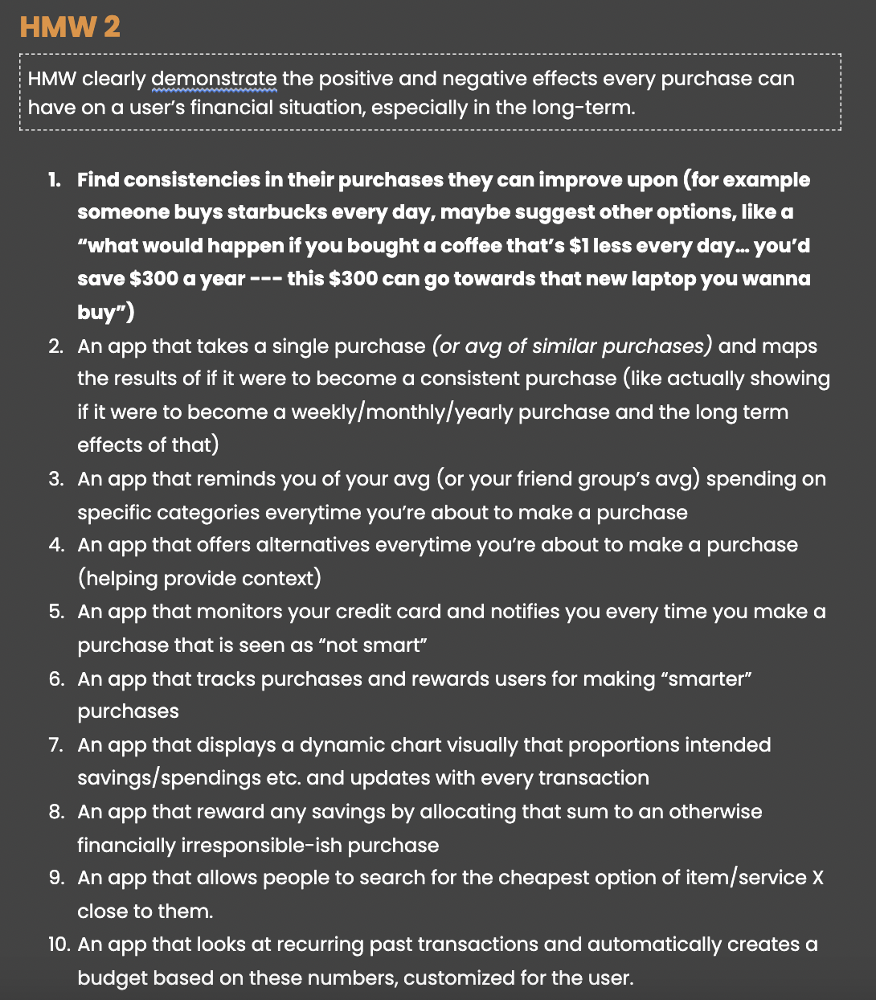 HMW 2
HMW clearly demonstrate the positive and negative effects every purchase can
have on a user's financial situation, especially in the long-term.
1. Find consistencies in their purchases they can improve upon (for example
someone buys starbucks every day, maybe suggest other options, like a
“what would happen if you bought a coffee that's $1 less every day... you'd
save $300 a year --- this $300 can go towards that new laptop you wanna
buy”)
2. An app that takes a single purchase (or avg of similar purchases) and maps
the results of if it were to become a consistent purchase (like actually showing
if it were to become a weekly/monthly/yearly purchase and the long term
effects of that)
3. An app that reminds you of your avg (or your friend group's avg) spending on
specific categories everytime you're about to make a purchase
4. An app that offers alternatives everytime you're about to make a purchase
(helping provide context)
5. An app that monitors your credit card and notifies you every time you make a
purchase that is seen as “not smart”
6. An app that tracks purchases and rewards users for making “smarter”
purchases
7. An app that displays a dynamic chart visually that proportions intended
savings/spendings etc. and updates with every transaction
8. An app that reward any savings by allocating that sum to an otherwise
financially irresponsible-ish purchase
9. An app that allows people to search for the cheapest option of item/service X
close to them.
10. An app that looks at recurring past transactions and automatically creates a
budget based on these numbers, customized for the user.